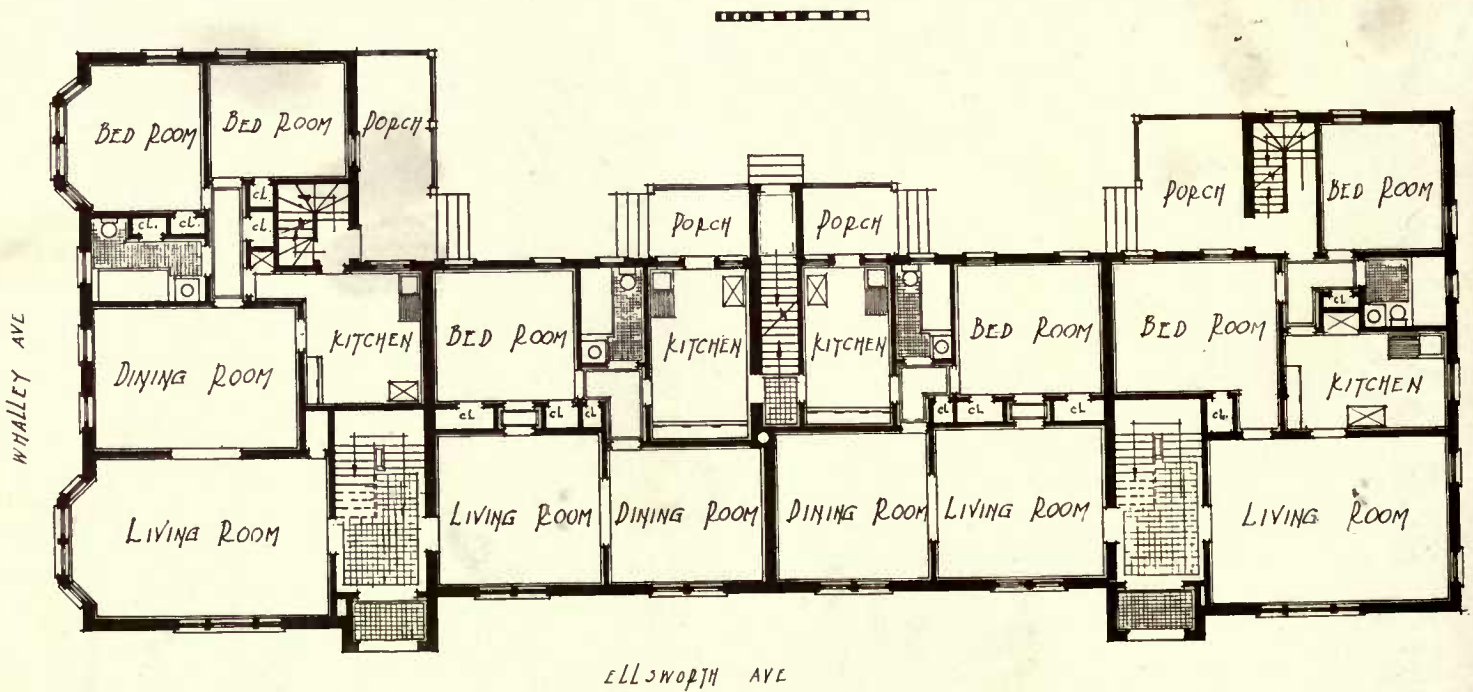 BED ROOM
BED ROOM
PORCH
CL.
CL.
CL.
CL.
PORCH
PORCH
PORCH
BED ROOM
WHALLEY AVE
DINING ROOM
KITCHEN
BED ROOM
KITCHEN
KITCHEN
BED ROOM
BED ROOM
CL
KITCHEN
CL
CL
CL
CL
CL
CL
CL.
LIVING ROOM
LIVING ROOM
DINING ROOM
DINING ROOM
LIVING ROOM
LIVING ROOM
ELLSWORTH AVE